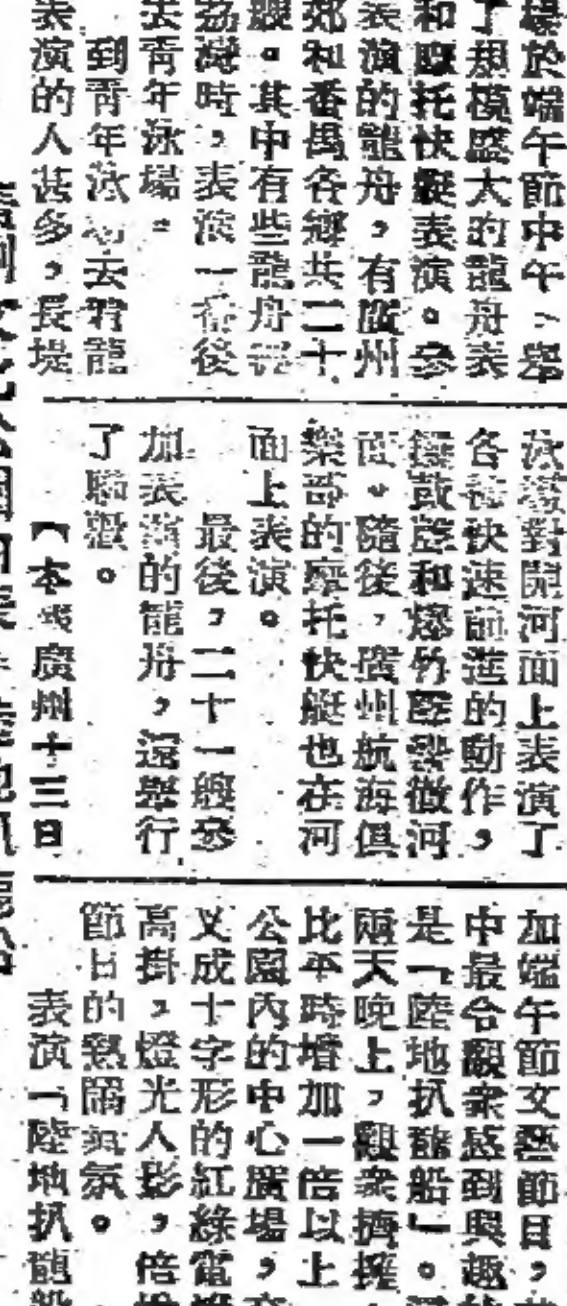 場於端午節中午，舉
了規模盛大的龍舟表
和摩托快艇表演。參
表演的龍舟，有廣州
郊和番禺各鄉共二十
艘。其中有些龍舟
荔灣時，表演一番後
去青年泳場。
到青年泳場去看龍
表演的人甚多，長堤
泳場對開河面上表演了
各種快速前進的動作，
鑼鼓聲和爆竹聲響徹河
面。隨後，廣州航海俱
樂部的摩托快艇也在河
面上表演。
最後，二十一艘參
加表演的龍舟，還舉行
了聯歡。
【本報廣州十三日
加端午節文藝節目，
中最令觀衆感到興趣
是「陸地扒龍船」。
兩天晚上，觀衆擠擁
比平時增加一倍以上
公園內的中心廣場，
叉成十字形的紅綠電
高掛，燈光人影，倍
節日的熱鬧氣氛。
表演「陸地扒龍船